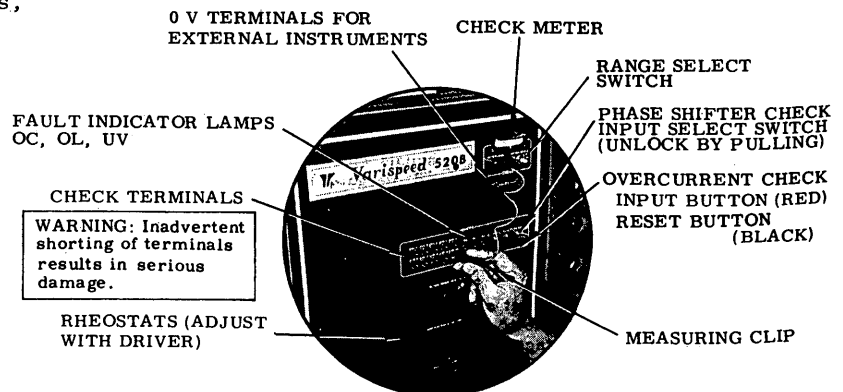 s,
0 V TERMINALS FOR
EXTERNAL INSTRUMENTS
CHECK METER
RANGE SELECT
SWITCH
FAULT INDICATOR LAMPS
OC, OL, UV
PHASE SHIFTER CHECK
INPUT SELECT SWITCH
(UNLOCK BY PULLING)
Varispeed 520B
CHECK TERMINALS
WARNING: Inadvertent
shorting of terminals
results in serious
damage.
OVERCURRENT CHECK
INPUT BUTTON (RED)
RESET BUTTON
(BLACK)
RHEOSTATS (ADJUST
WITH DRIVER)
MEASURING CLIP